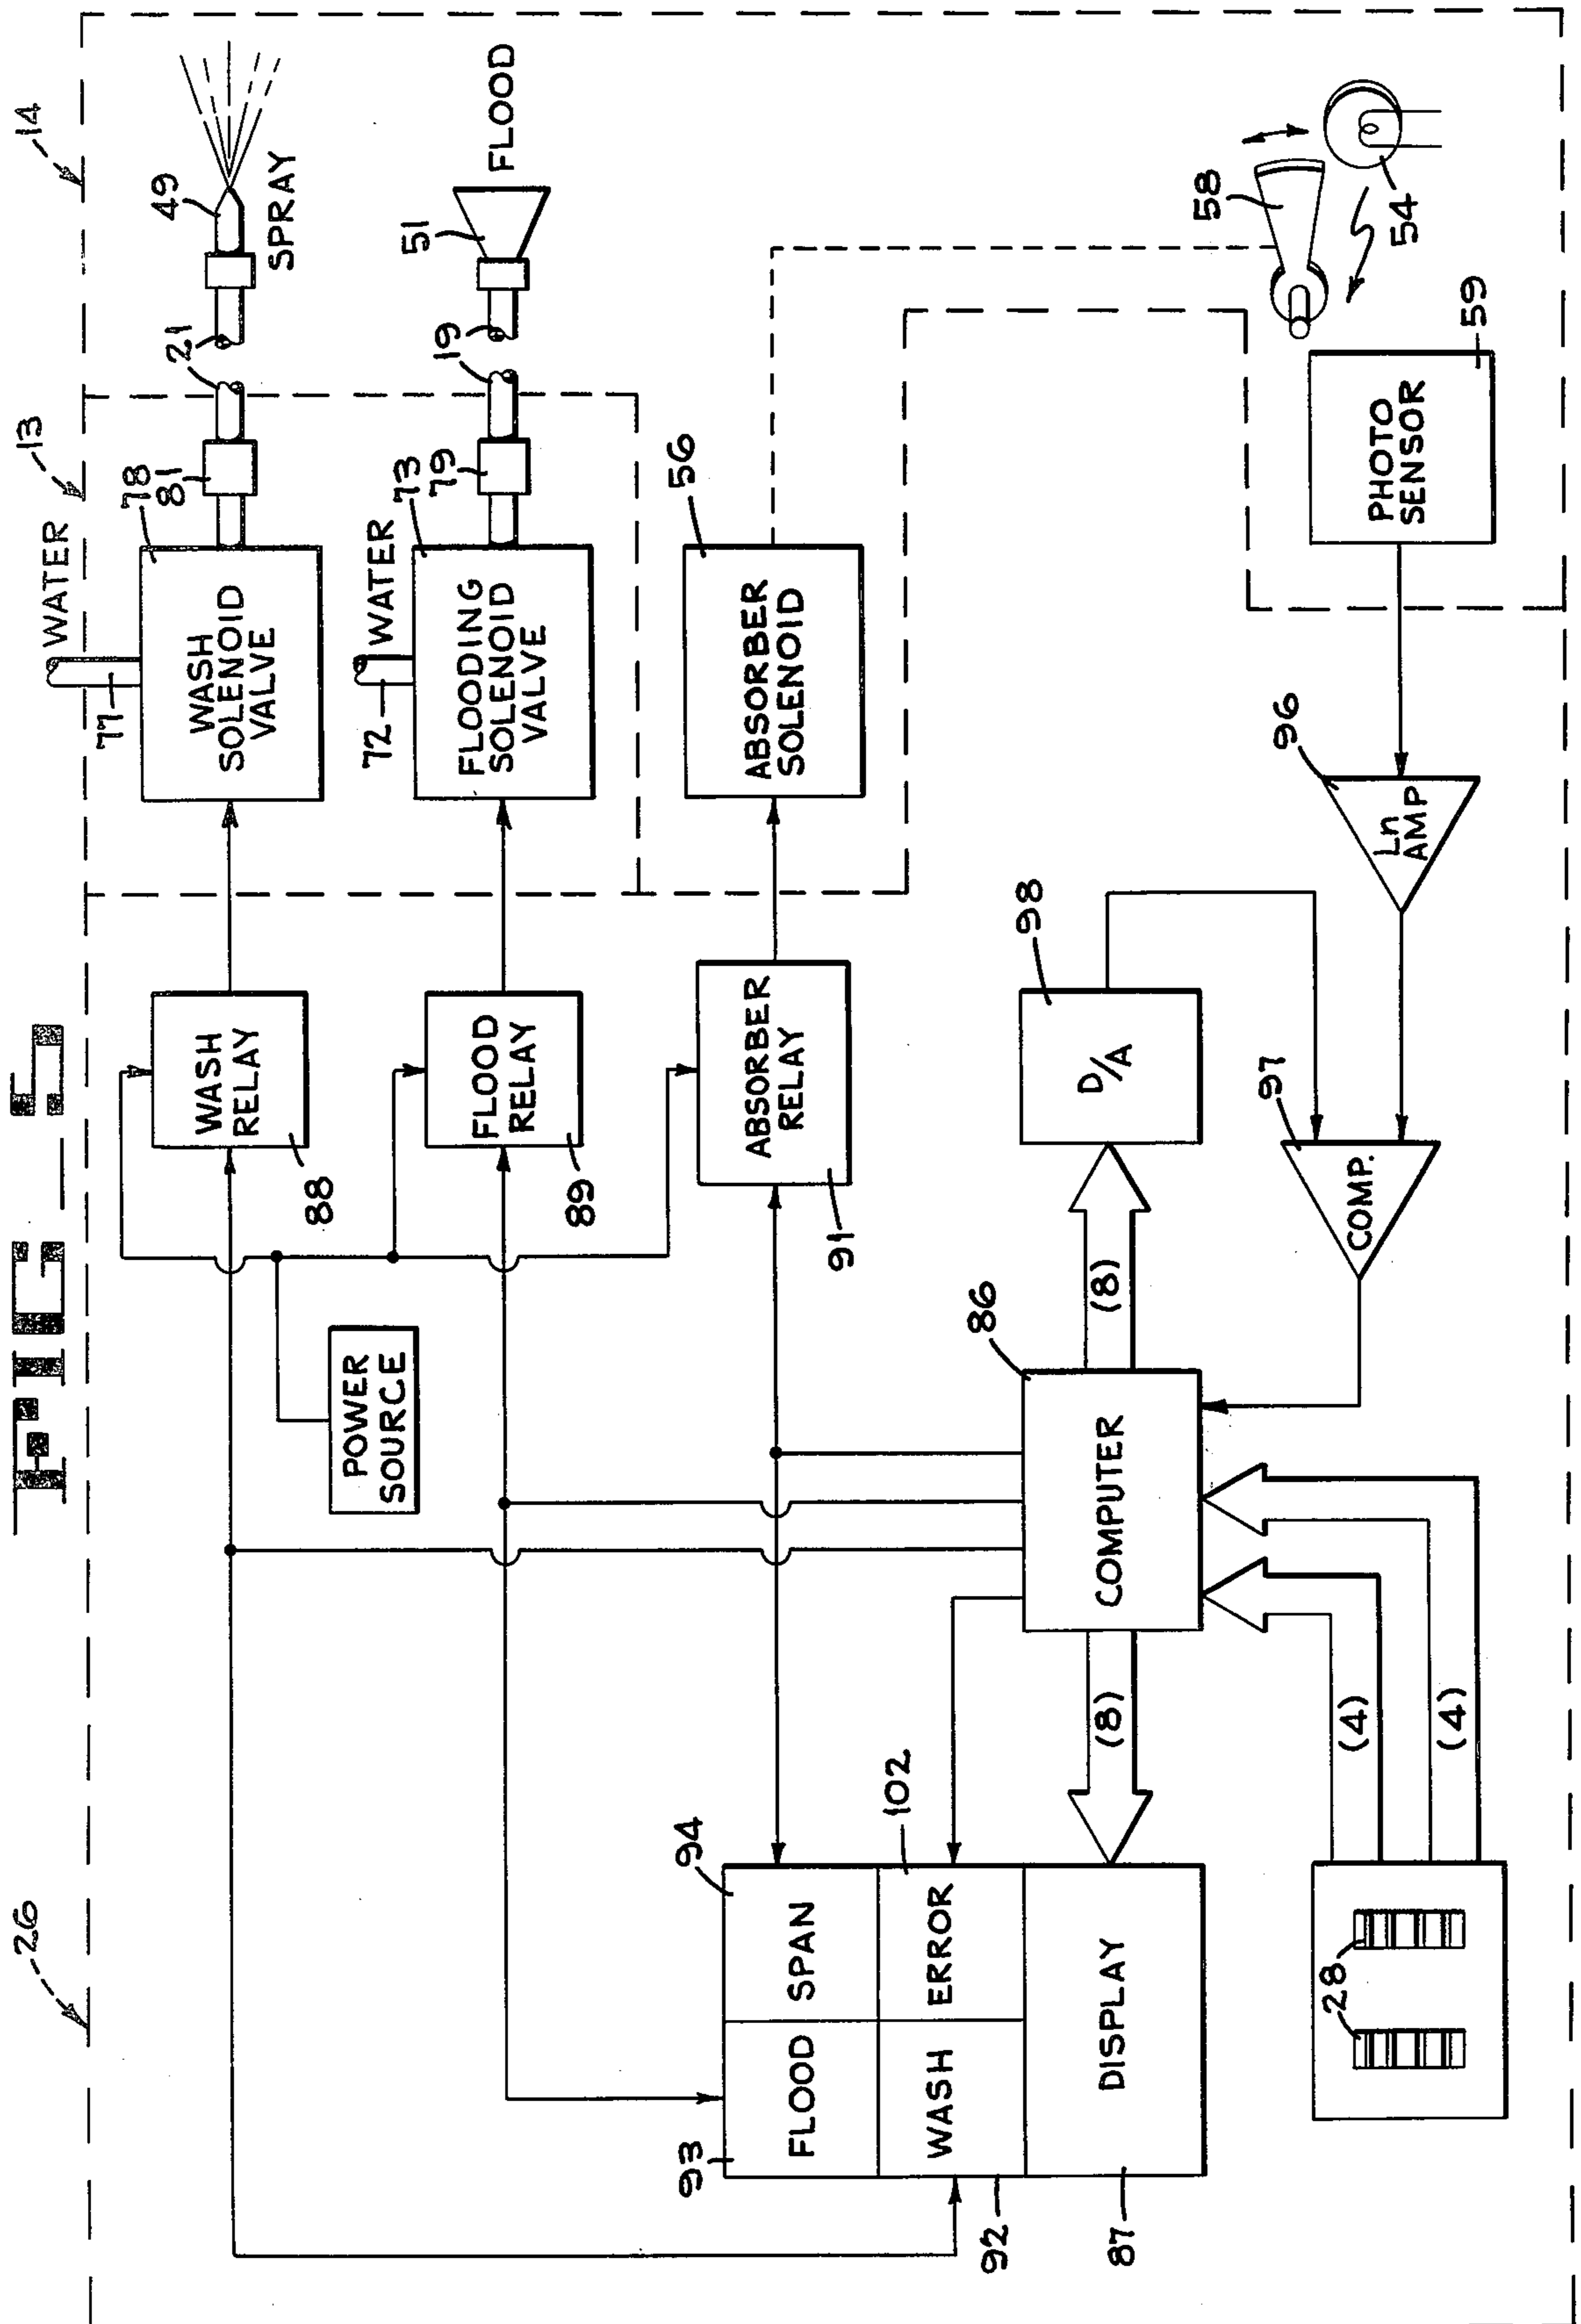 FIG_5
26
13
14
WATER
77
WASH
SOLENOID
VALVE
78
81
21
49
SPRAY
WASH
RELAY
88
POWER
SOURCE
WATER
72
FLOODING
SOLENOID
VALVE
73
79
19
51
FLOOD
FLOOD
RELAY
89
ABSORBER
RELAY
91
ABSORBER
SOLENOID
56
58
54
93
FLOOD
94
SPAN
WASH
92
ERROR
102
DISPLAY
87
(8)
COMPUTER
86
(8)
D/A
98
COMP.
97
Ln
AMP
96
PHOTO
SENSOR
59
28
(4)
(4)